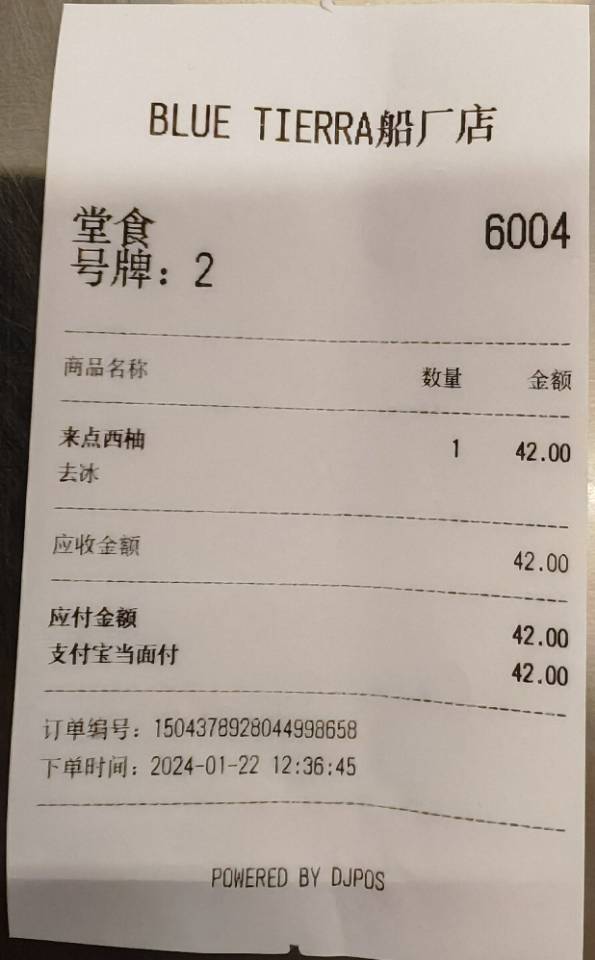 BLUE TIERRA船厂店
堂食 6004
号牌：2
商品名称 数量 金额
来点西柚 1 42.00
去冰
应收金额 42.00
应付金额 42.00
支付宝当面付 42.00
订单编号：1504378928044998658
下单时间：2024-01-22 12:36:45
POWERED BY DJPOS